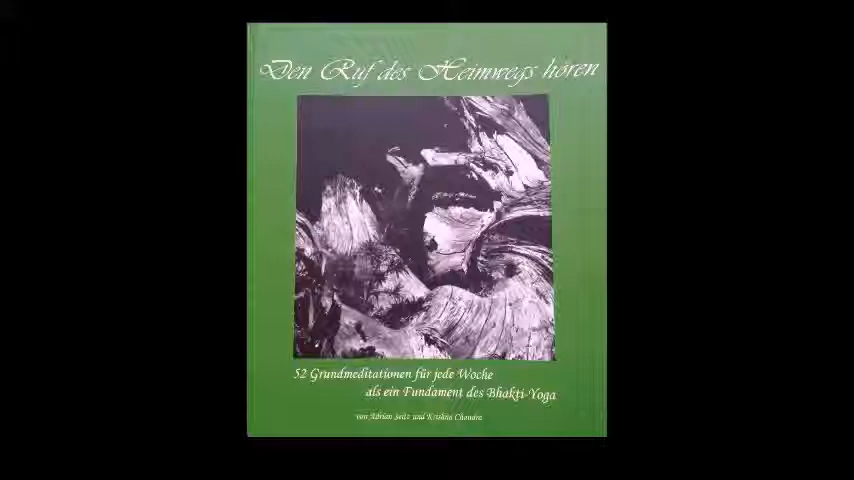 Den Ruf des Heimwegs hören
52 Grundmeditationen für jede Woche
als ein Fundament des Bhakti-Yoga
von Adrian Seitz und Krishna Chandra